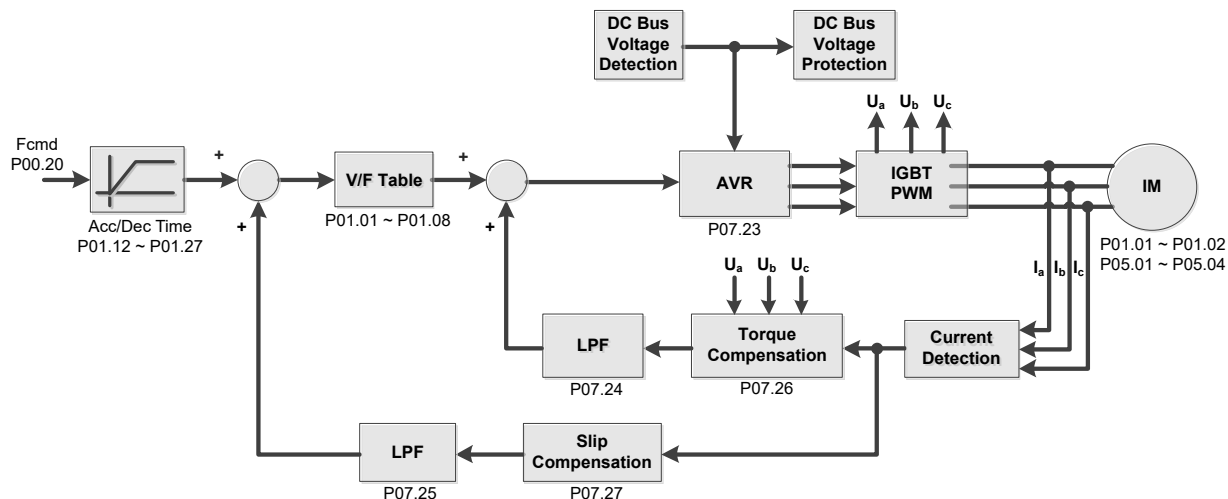 DC Bus
Voltage
Detection
DC Bus
Voltage
Protection
Ua
Ub
Uc
Fcmd
P00.20
+
+
V/F Table
AVR
IGBT
PWM
IM
Acc/Dec Time
P01.12 ~ P01.27
+
P01.01 ~ P01.08
+
P07.23
P01.01 ~ P01.02
P05.01 ~ P05.04
Ua
Ub
Uc
Ia
Ib
Ic
LPF
Torque
Compensation
Current
Detection
P07.24
P07.26
LPF
Slip
Compensation
P07.25
P07.27